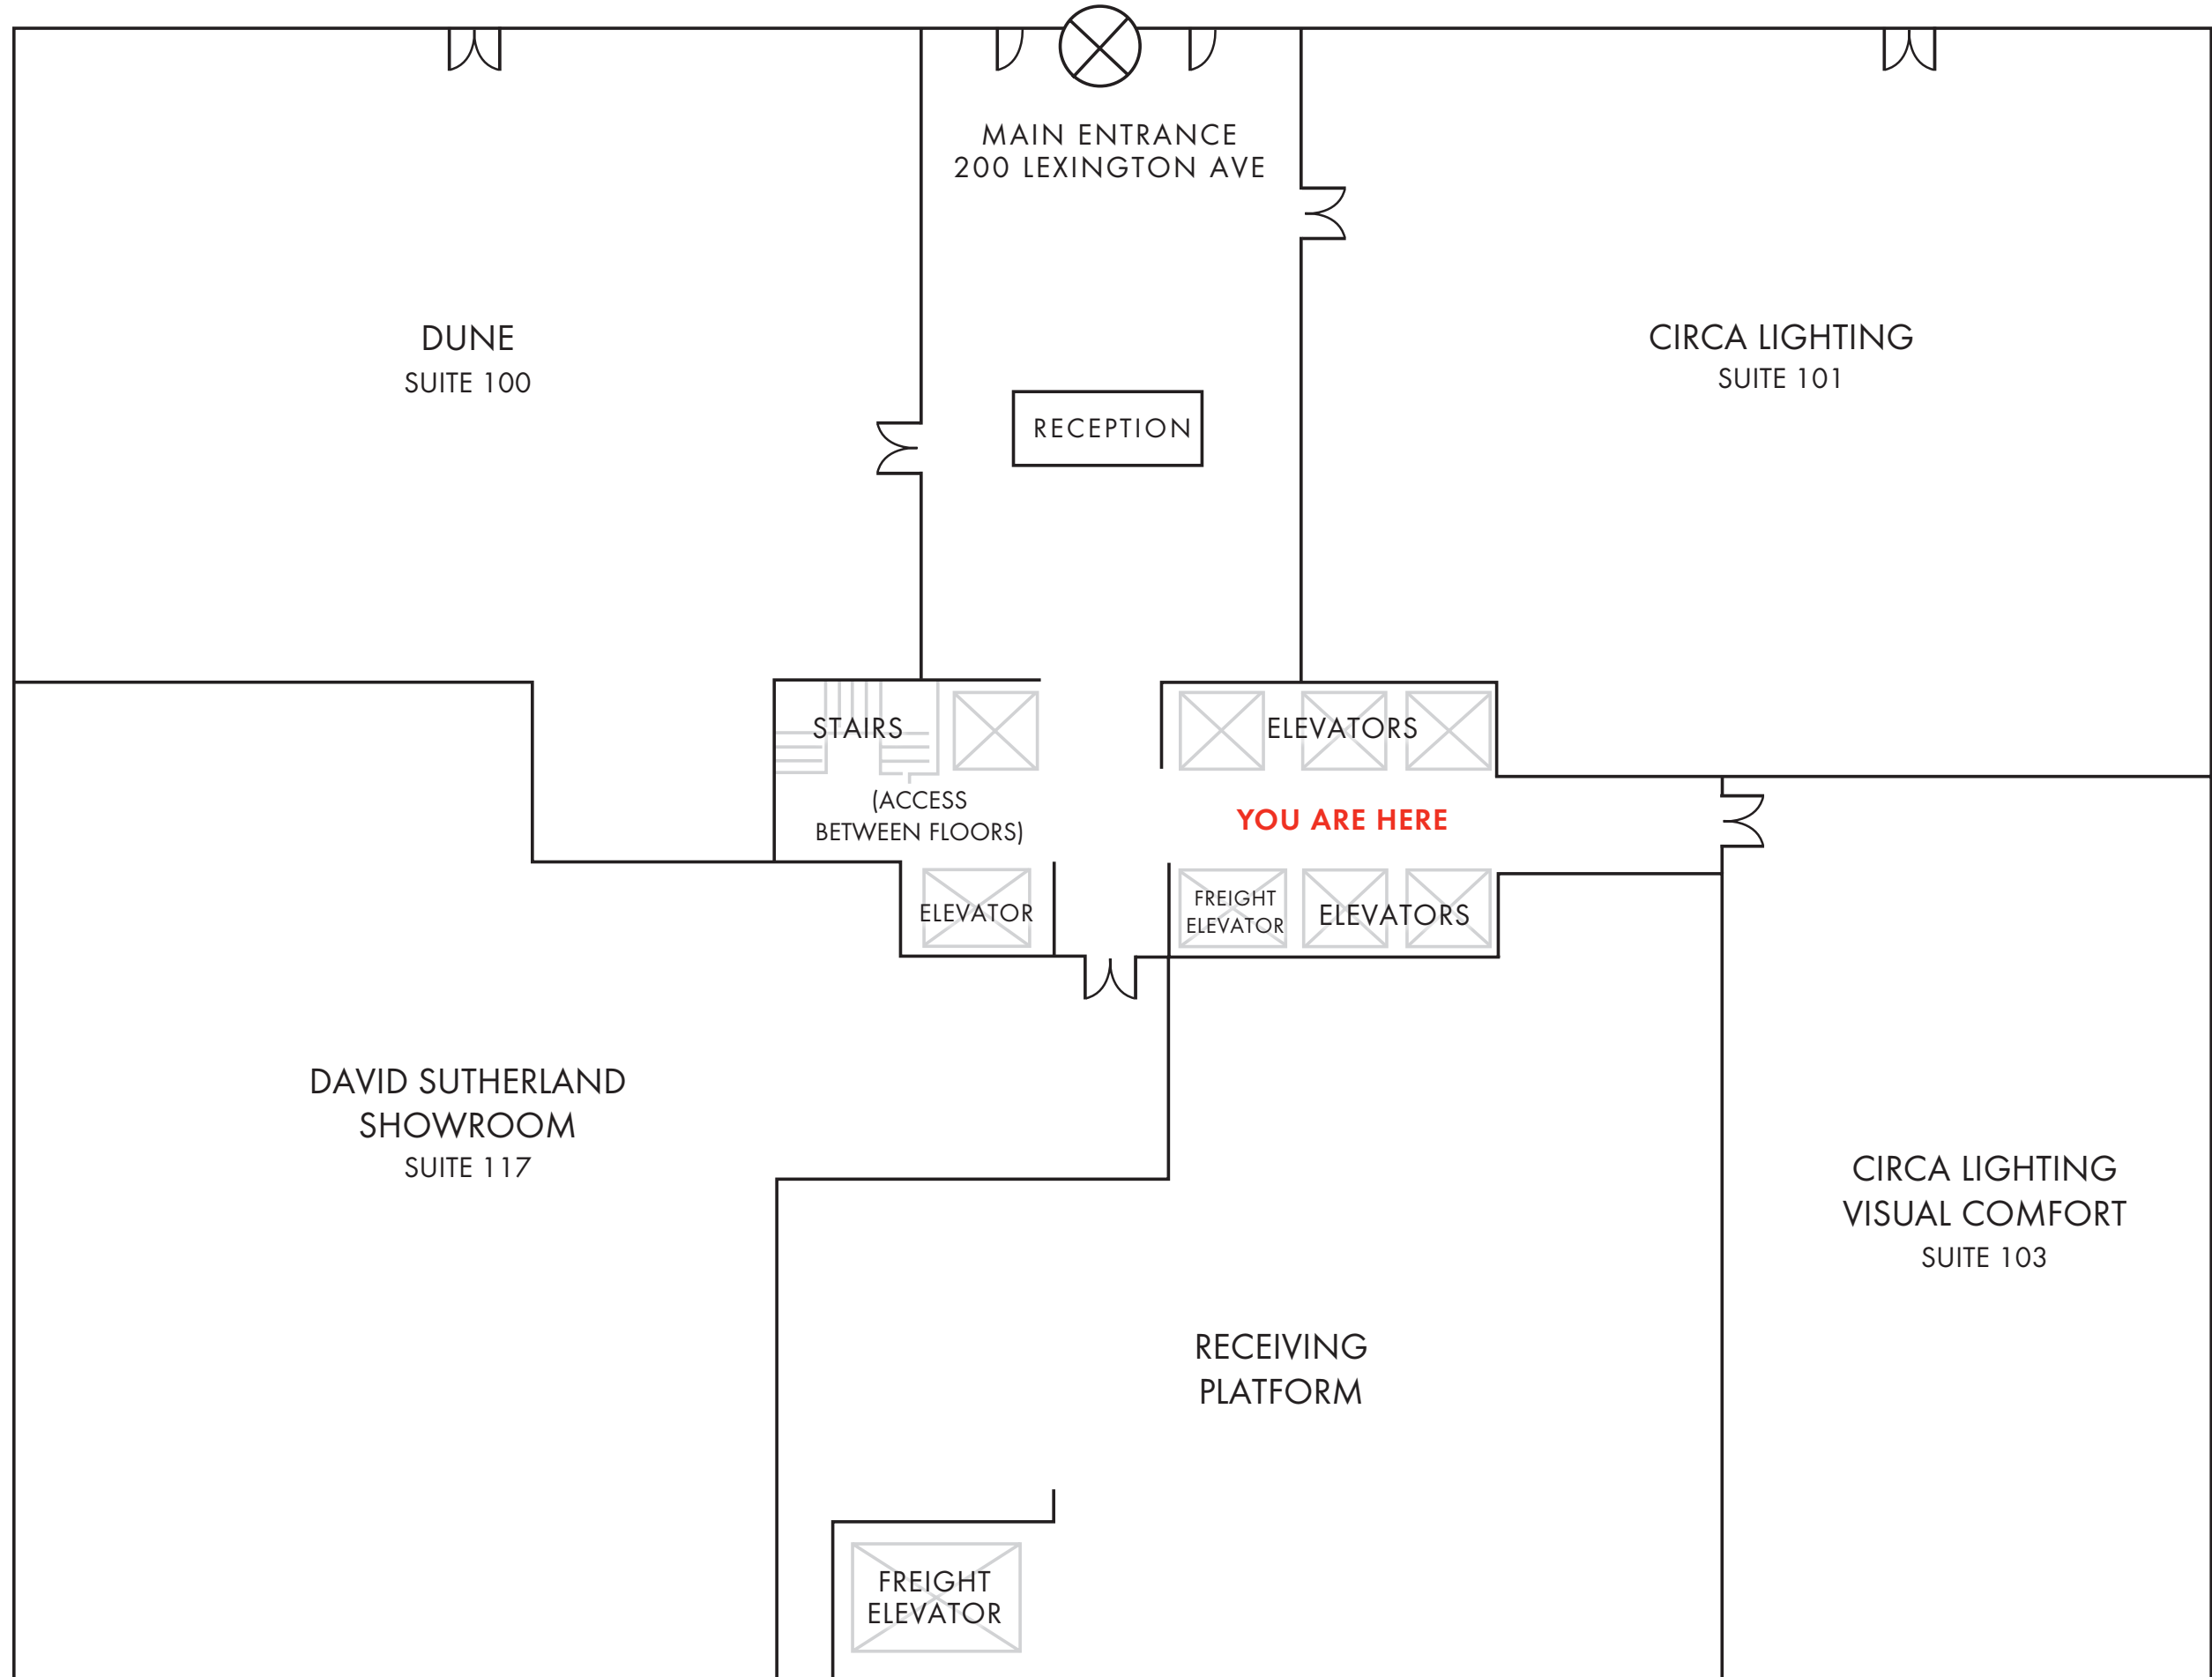 MAIN ENTRANCE
200 LEXINGTON AVE
DUNE
SUITE 100
CIRCA LIGHTING
SUITE 101
RECEPTION
STAIRS
ELEVATORS
(ACCESS
BETWEEN FLOORS)
YOU ARE HERE
ELEVATOR
FREIGHT
ELEVATOR
ELEVATORS
DAVID SUTHERLAND
SHOWROOM
SUITE 117
CIRCA LIGHTING
VISUAL COMFORT
SUITE 103
RECEIVING
PLATFORM
FREIGHT
ELEVATOR